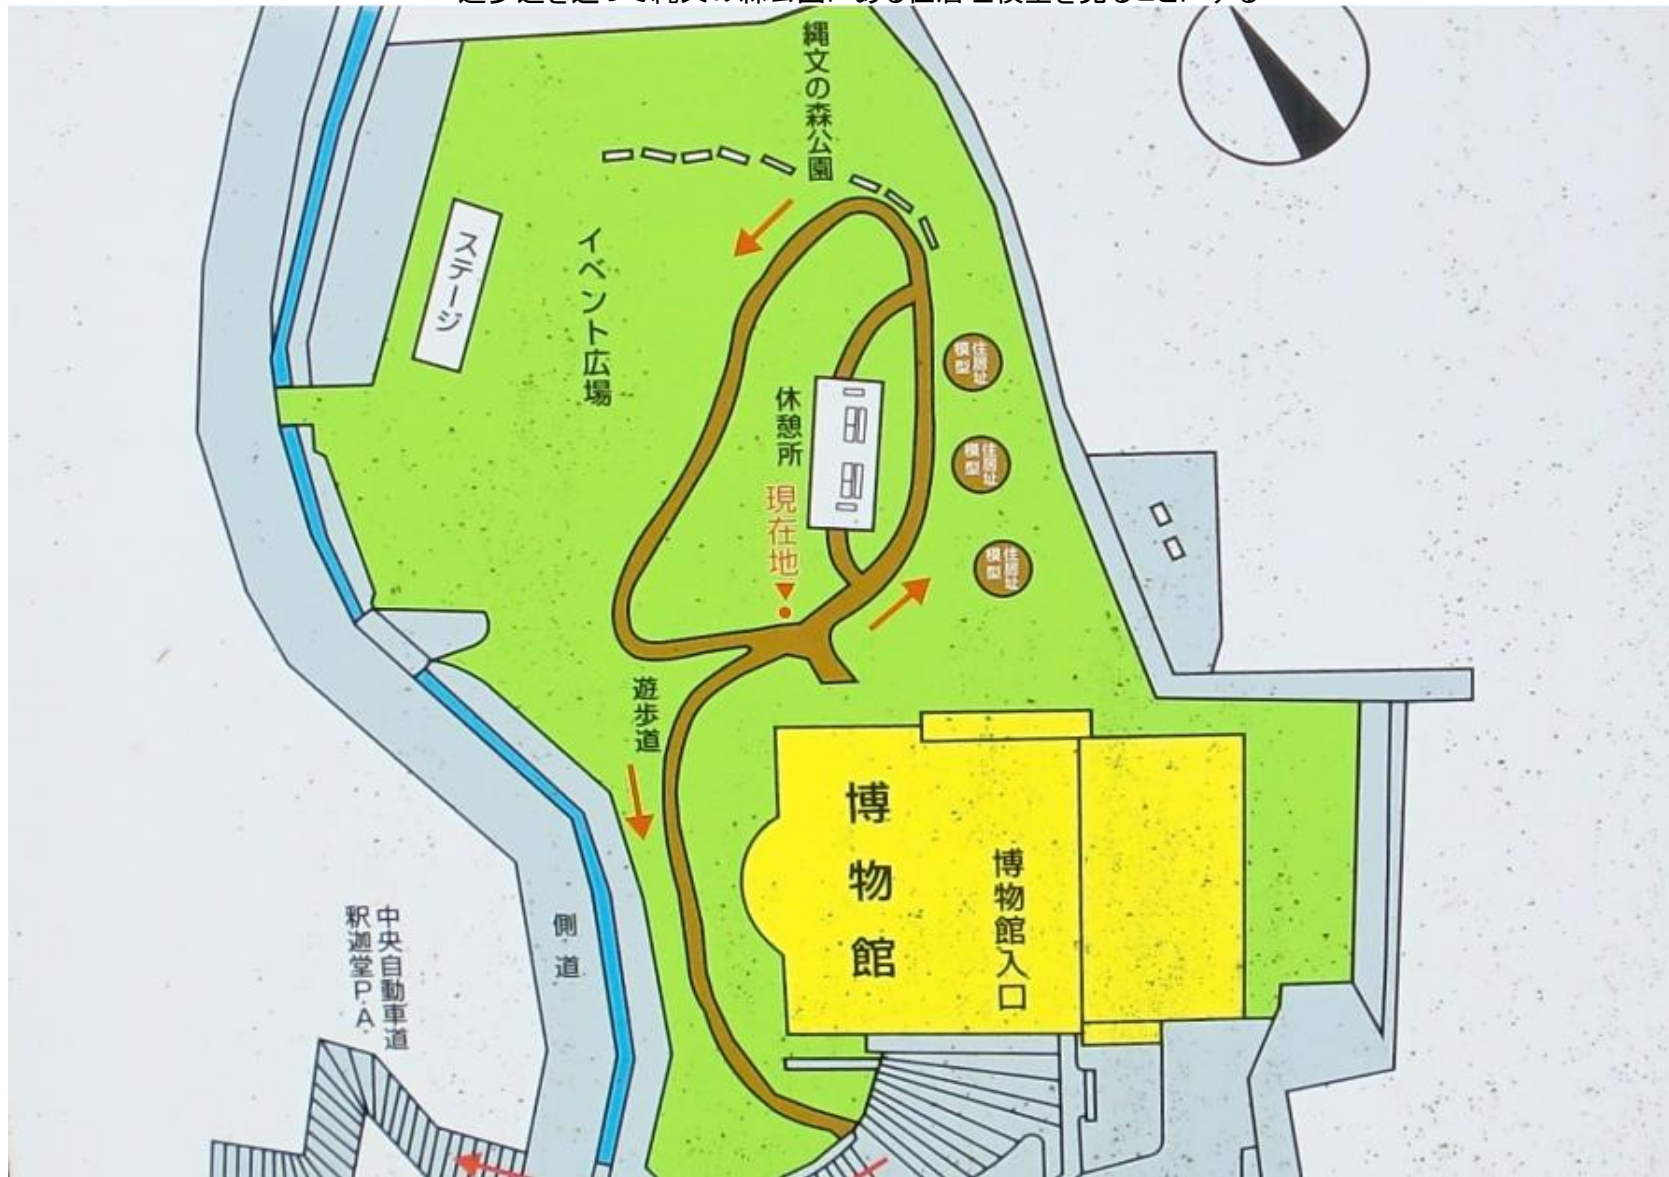 縄文の森公園
イベント広場
ステージ
休憩所
現在地
住居址
模型
住居址
模型
住居址
模型
遊歩道
博物館
博物館入口
側道
中央自動車道
釈迦堂P.A.